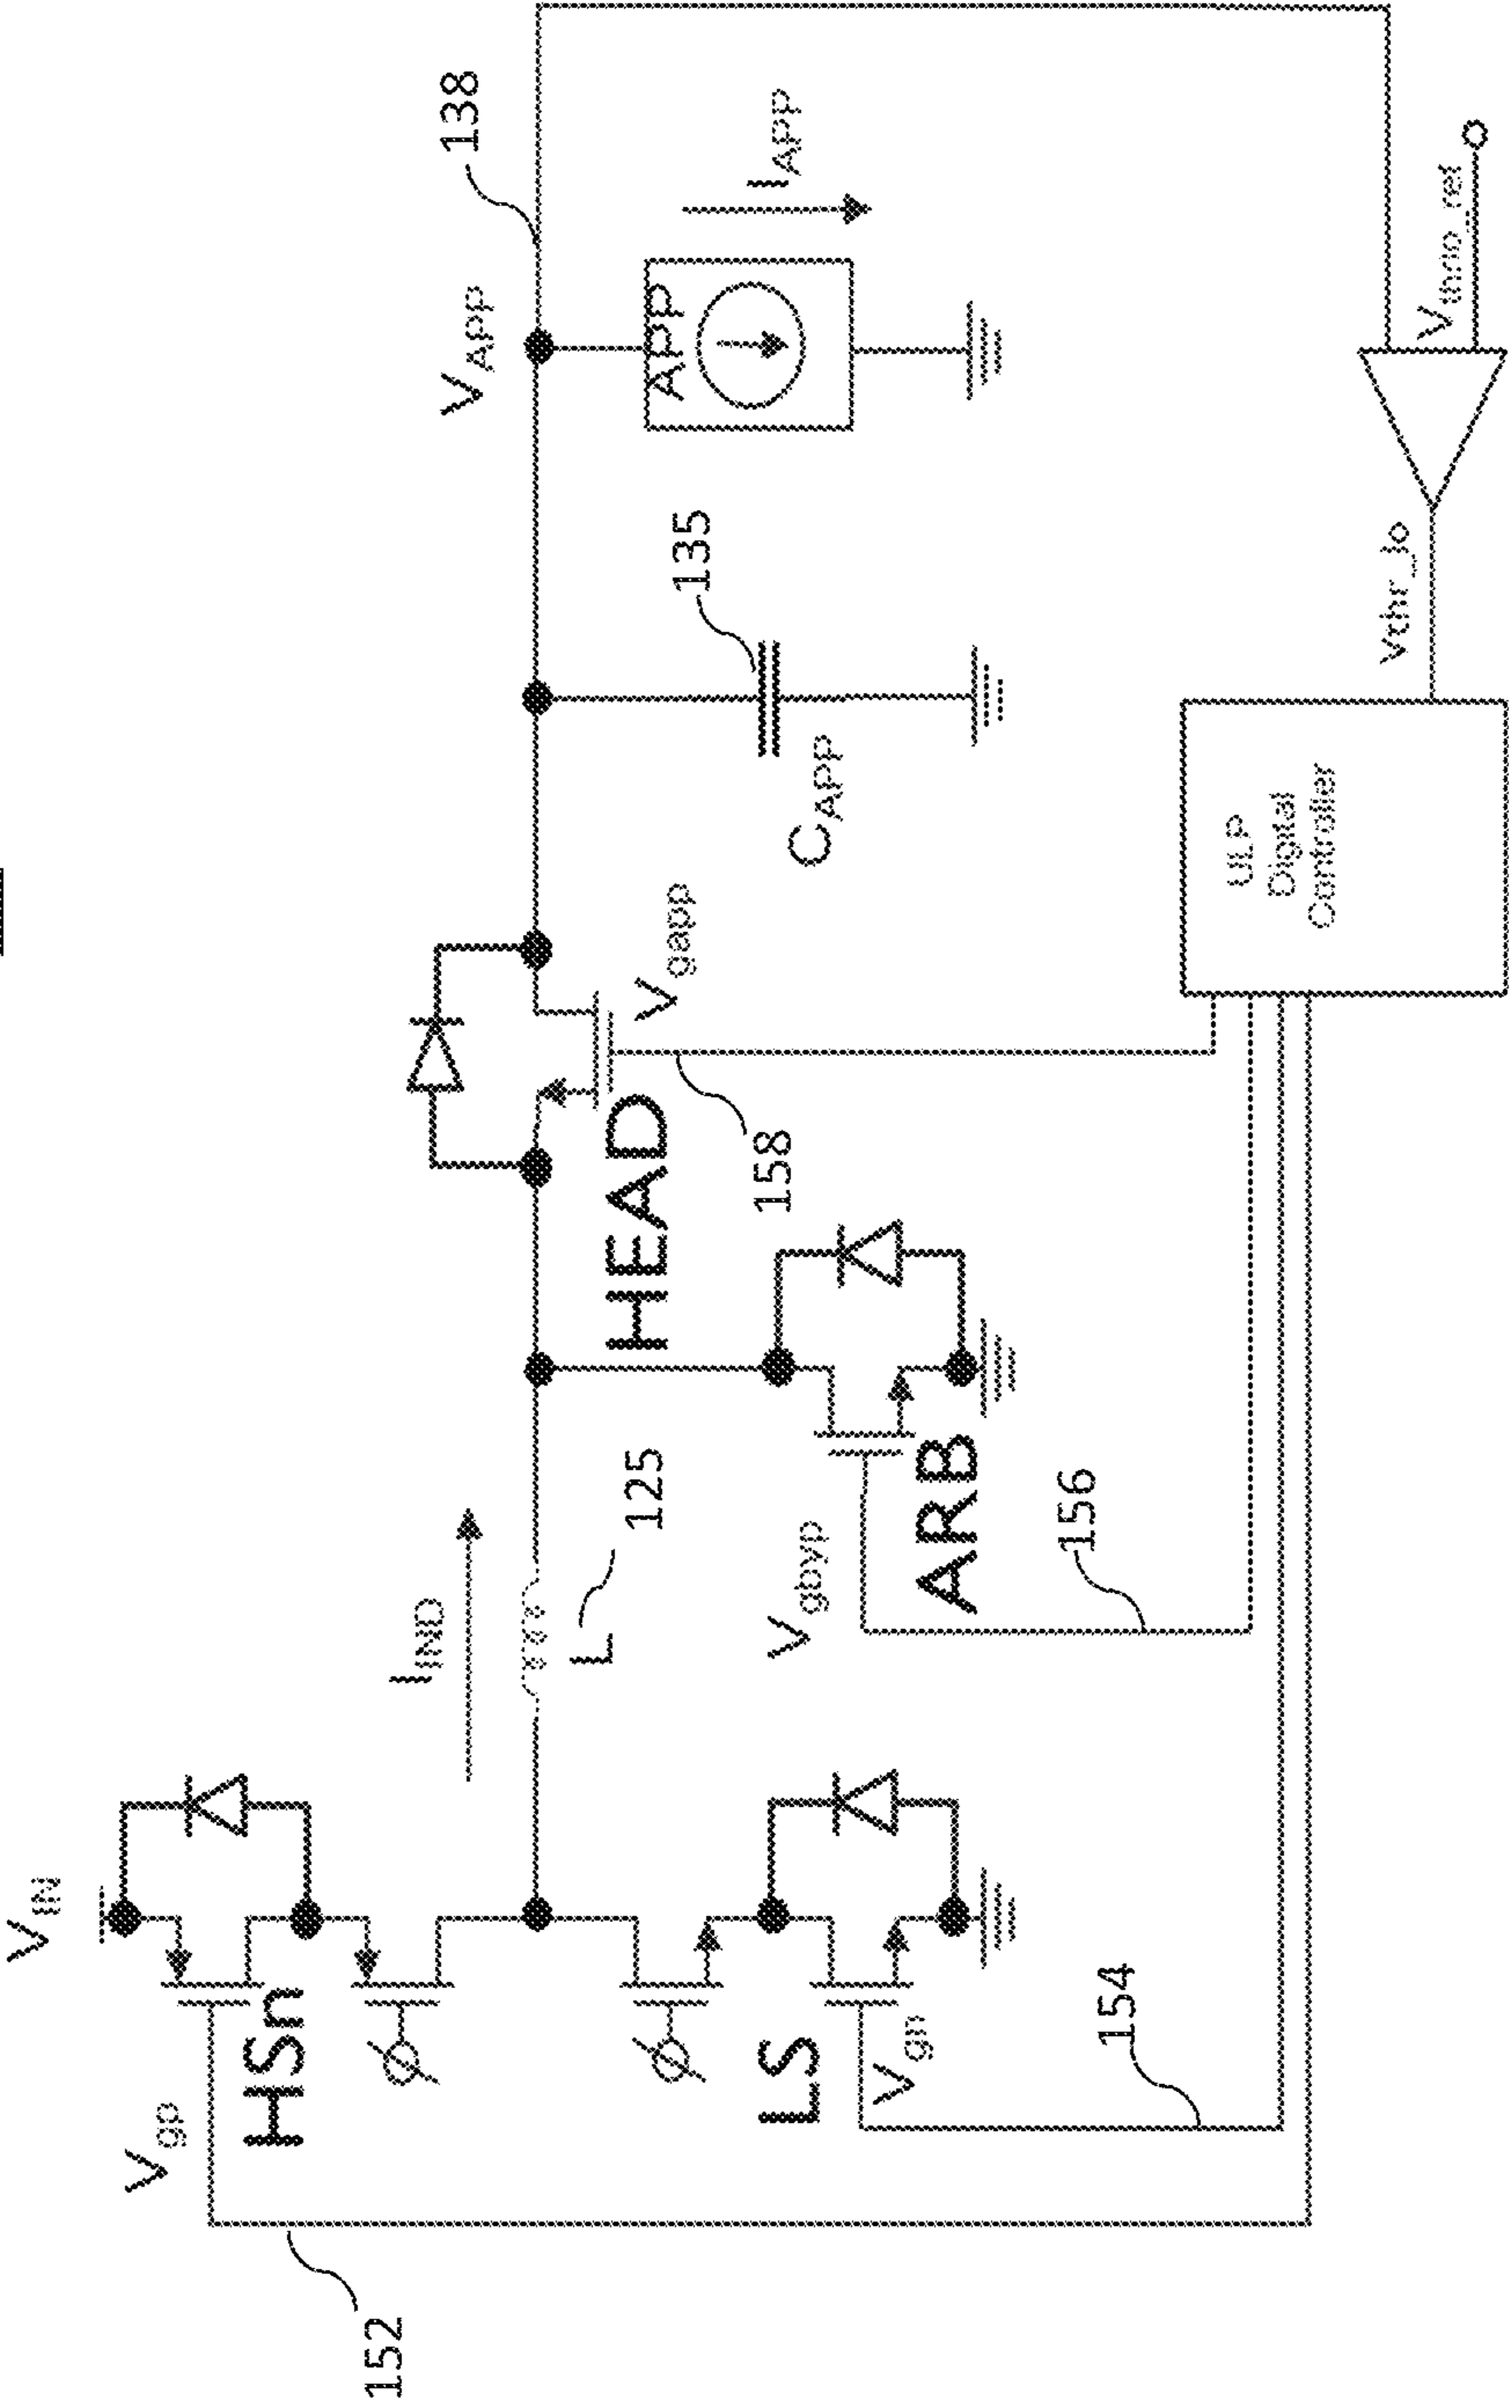 V_IN
V_gp
HSn
152
I_IND
L
125
LS
V_gn
154
V_gbyp
ARB
156
HEAD
V_gapp
158
C_APP
135
V_APP
138
APP
I_APP
ULP
Digital
Controller
Vthr_lo